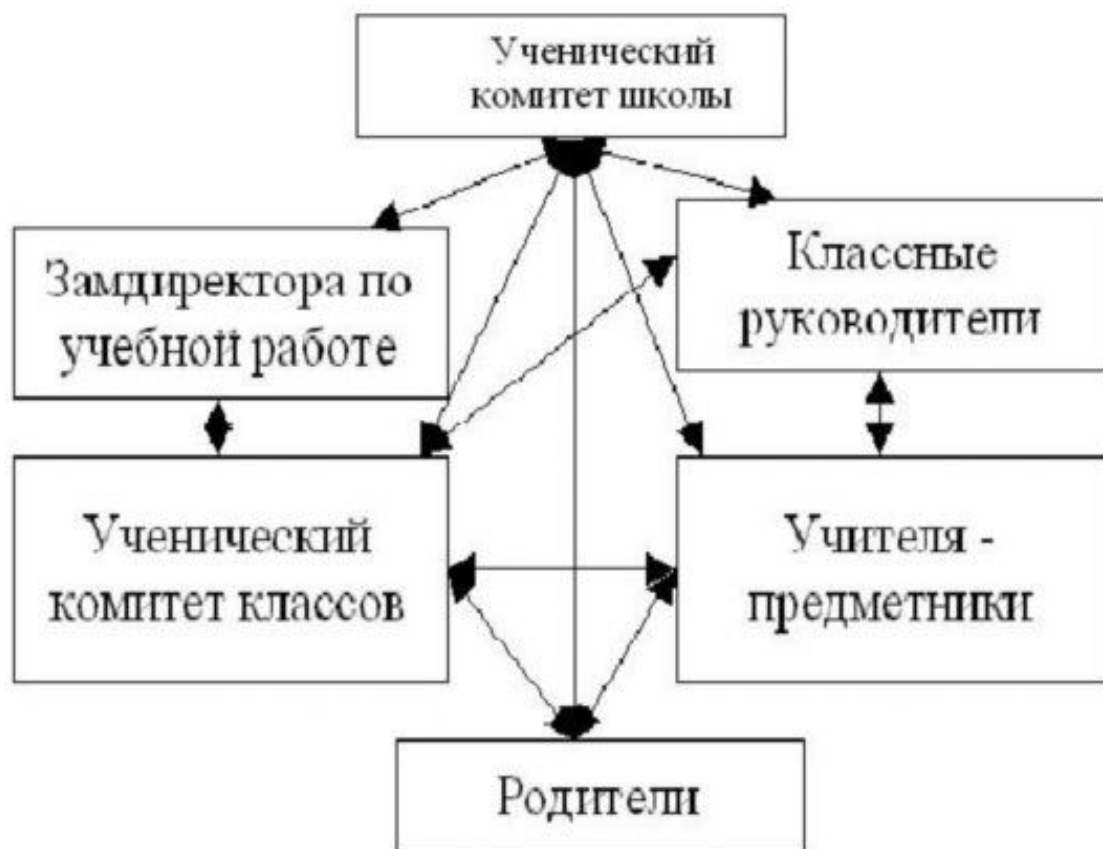 Ученический
комитет школы
Замдиректора по
учебной работе
Классные
руководители
Ученический
комитет классов
Учителя -
предметники
Родители